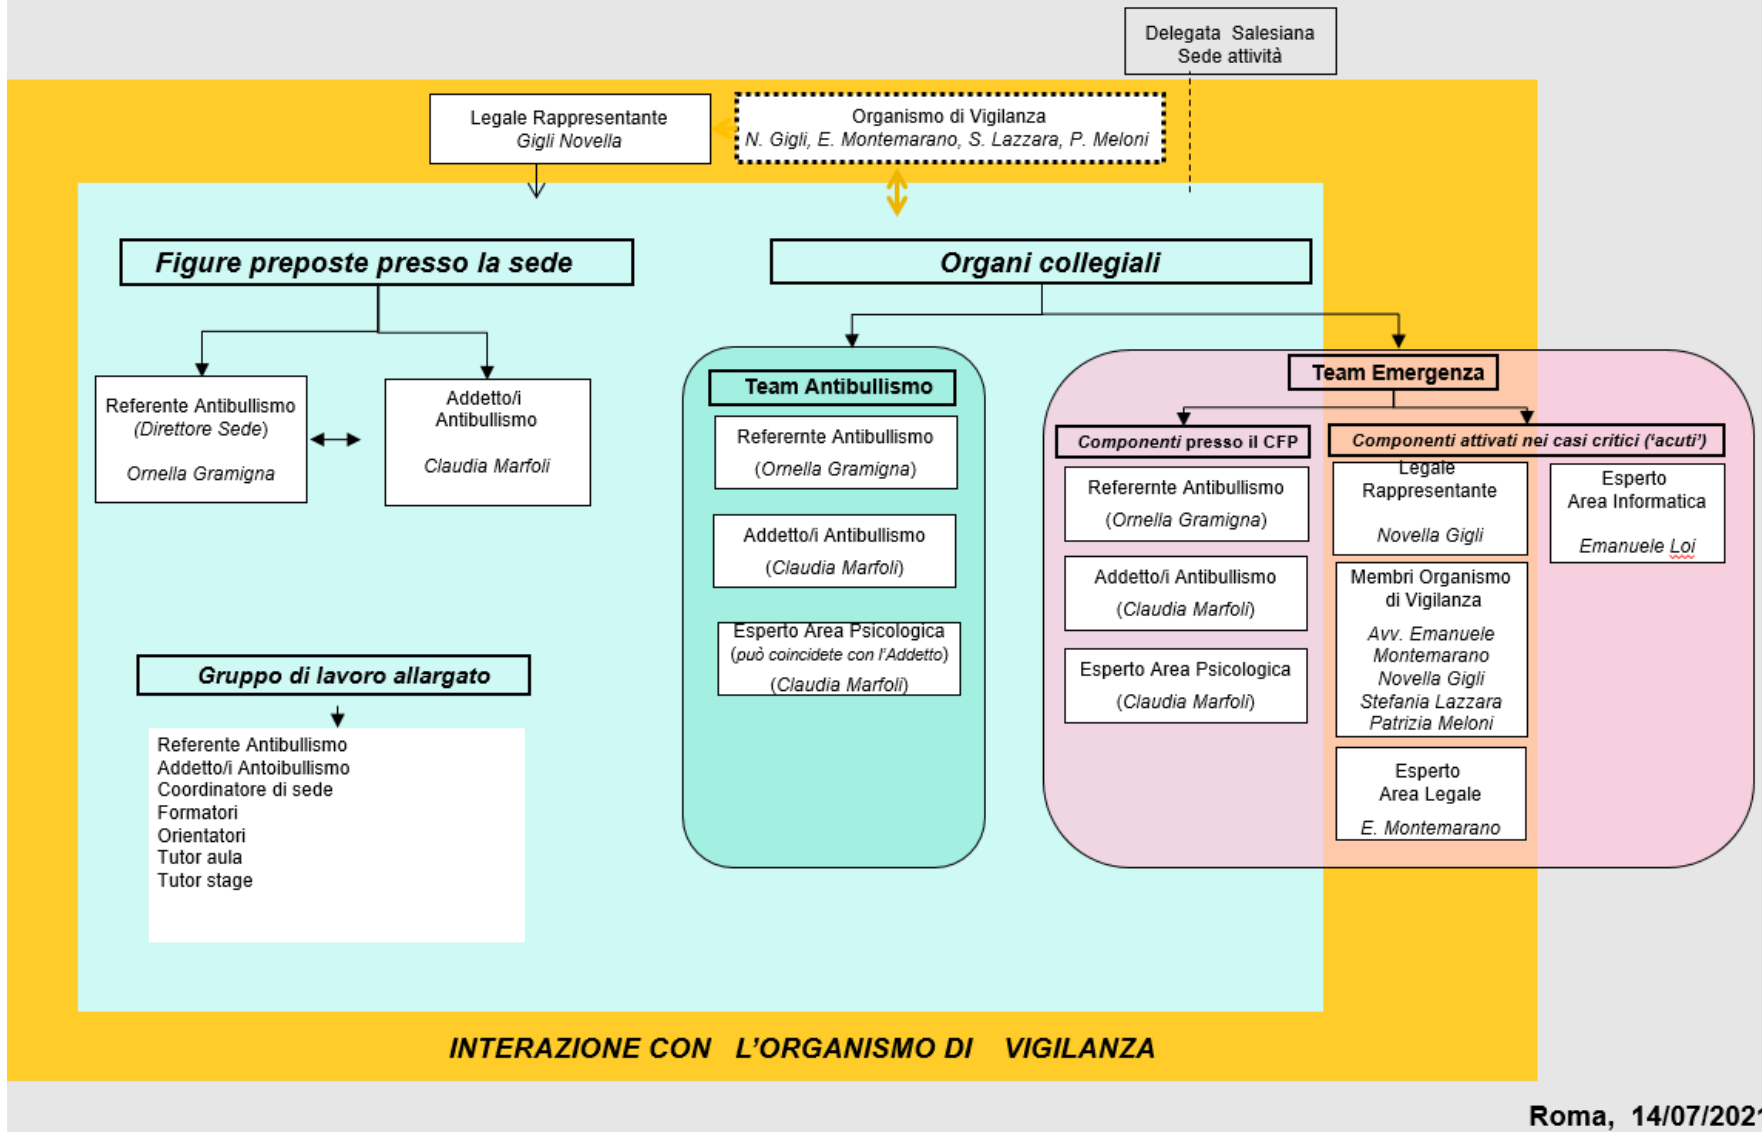 Delegata Salesiana
Sede attività
Legale Rappresentante
Gigli Novella
Organismo di Vigilanza
N. Gigli, E. Montemarano, S. Lazzara, P. Meloni
Figure preposte presso la sede
Organi collegiali
Referente Antibullismo
(Direttore Sede)
Ornella Gramigna
Addetto/i
Antibullismo
Claudia Marfoli
Team Antibullismo
Referernte Antibullismo
(Ornella Gramigna)
Addetto/i Antibullismo
(Claudia Marfoli)
Esperto Area Psicologica
(può coincidete con l'Addetto)
(Claudia Marfoli)
Team Emergenza
Componenti presso il CFP
Referernte Antibullismo
(Ornella Gramigna)
Addetto/i Antibullismo
(Claudia Marfoli)
Esperto Area Psicologica
(Claudia Marfoli)
Componenti attivati nei casi critici ('acuti')
Legale
Rappresentante
Novella Gigli
Membri Organismo
di Vigilanza
Avv. Emanuele
Montemarano
Novella Gigli
Stefania Lazzara
Patrizia Meloni
Esperto
Area Legale
E. Montemarano
Esperto
Area Informatica
Emanuele Loi
Gruppo di lavoro allargato
Referente Antibullismo
Addetto/i Antoibullismo
Coordinatore di sede
Formatori
Orientatori
Tutor aula
Tutor stage
INTERAZIONE CON L'ORGANISMO DI VIGILANZA
Roma, 14/07/2021